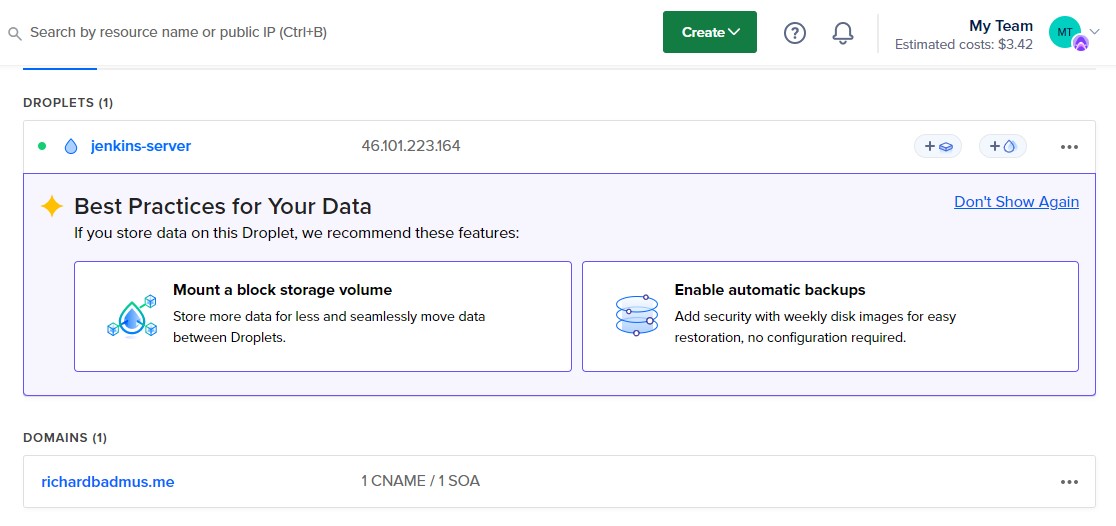 Search by resource name or public IP (Ctrl+B)
Create
My Team
Estimated costs: $3.42
MT
DROPLETS (1)
jenkins-server
46.101.223.164
Best Practices for Your Data
Don't Show Again
If you store data on this Droplet, we recommend these features:
Mount a block storage volume
Store more data for less and seamlessly move data
between Droplets.
Enable automatic backups
Add security with weekly disk images for easy
restoration, no configuration required.
DOMAINS (1)
richardbadmus.me
1 CNAME / 1 SOA